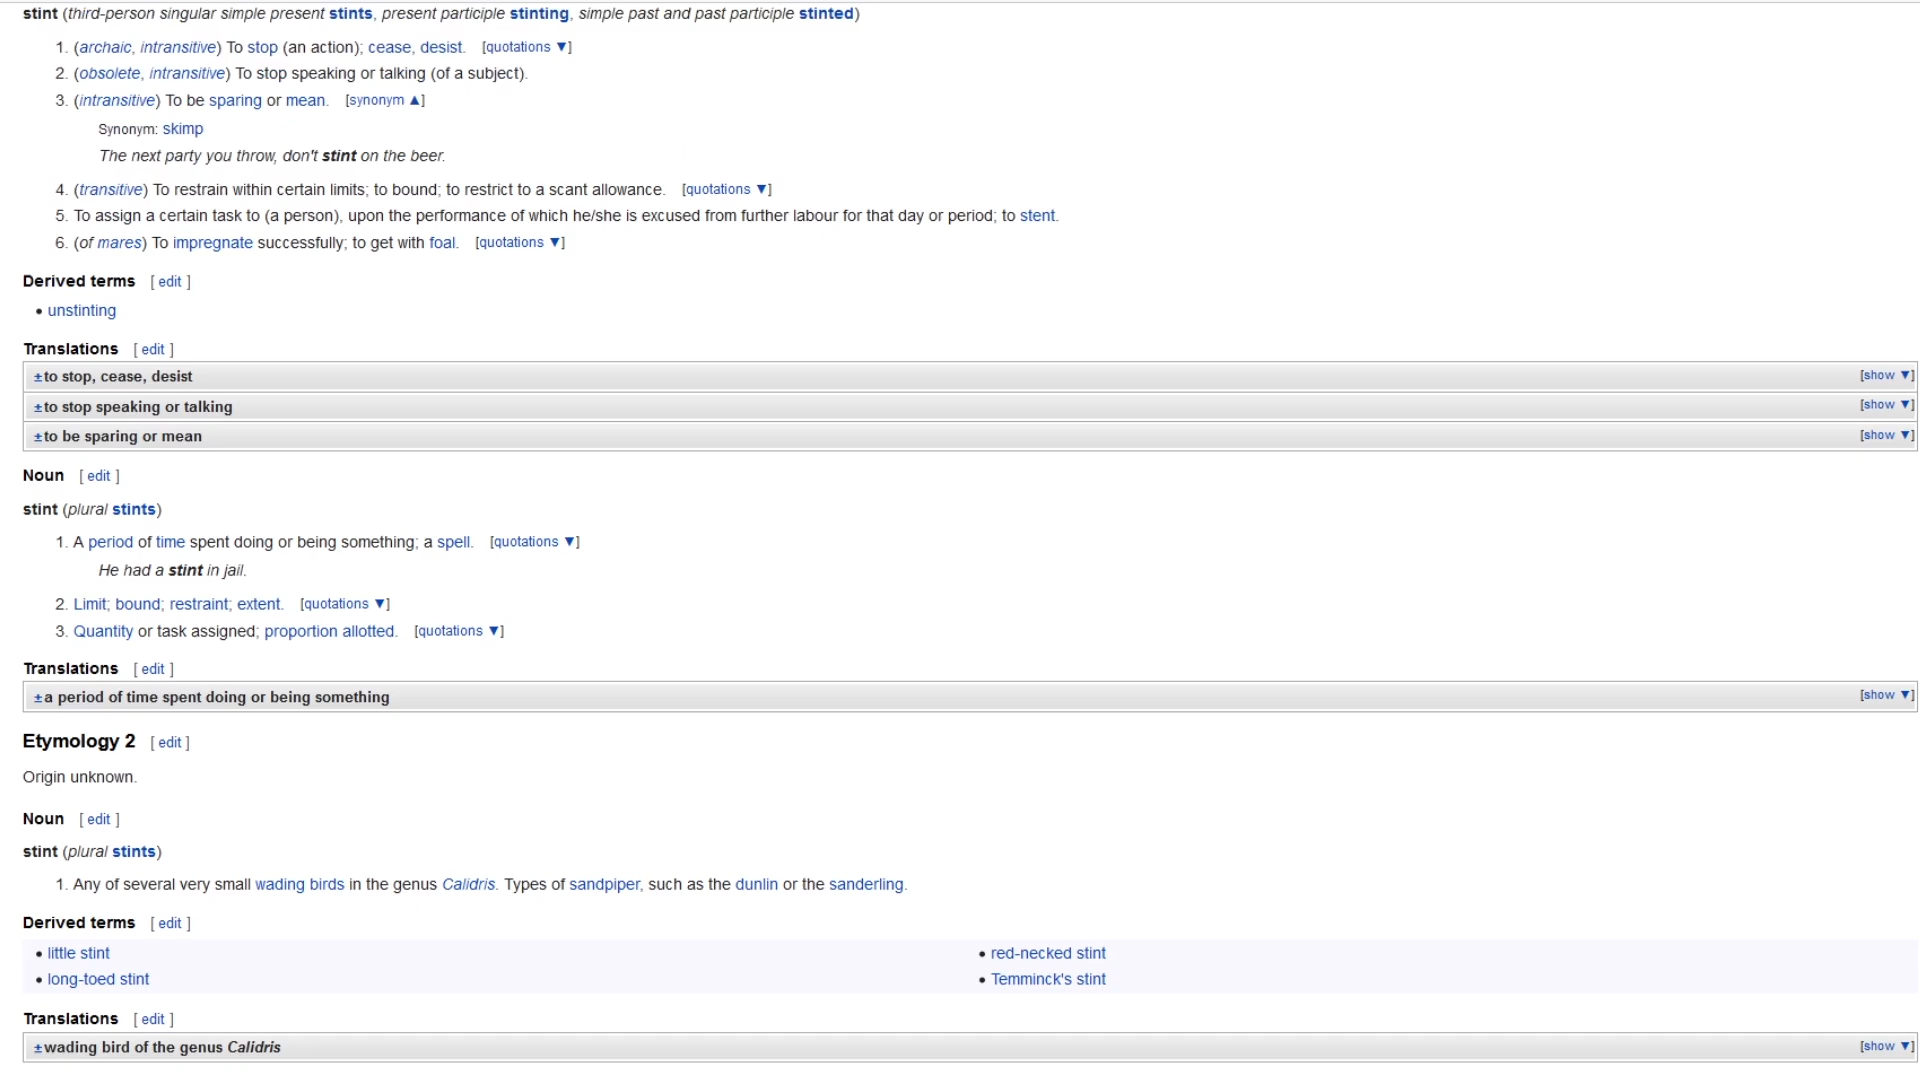 stint (third-person singular simple present stints, present participle stinting, simple past and past participle stinted)
1. (archaic, intransitive) To stop (an action); cease, desist. [quotations ▼]
2. (obsolete, intransitive) To stop speaking or talking (of a subject).
3. (intransitive) To be sparing or mean. [synonym ▲]
Synonym: skimp
The next party you throw, don't stint on the beer.
4. (transitive) To restrain within certain limits; to bound; to restrict to a scant allowance. [quotations ▼]
5. To assign a certain task to (a person), upon the performance of which he/she is excused from further labour for that day or period; to stent.
6. (of mares) To impregnate successfully; to get with foal. [quotations ▼]
Derived terms [ edit ]
• unstinting
Translations [ edit ]
±to stop, cease, desist [show ▼]
±to stop speaking or talking [show ▼]
±to be sparing or mean [show ▼]
Noun [ edit ]
stint (plural stints)
1. A period of time spent doing or being something; a spell. [quotations ▼]
He had a stint in jail.
2. Limit; bound; restraint; extent. [quotations ▼]
3. Quantity or task assigned; proportion allotted. [quotations ▼]
Translations [ edit ]
±a period of time spent doing or being something [show ▼]
Etymology 2 [ edit ]
Origin unknown.
Noun [ edit ]
stint (plural stints)
1. Any of several very small wading birds in the genus Calidris. Types of sandpiper, such as the dunlin or the sanderling.
Derived terms [ edit ]
• little stint • red-necked stint
• long-toed stint • Temminck's stint
Translations [ edit ]
±wading bird of the genus Calidris [show ▼]